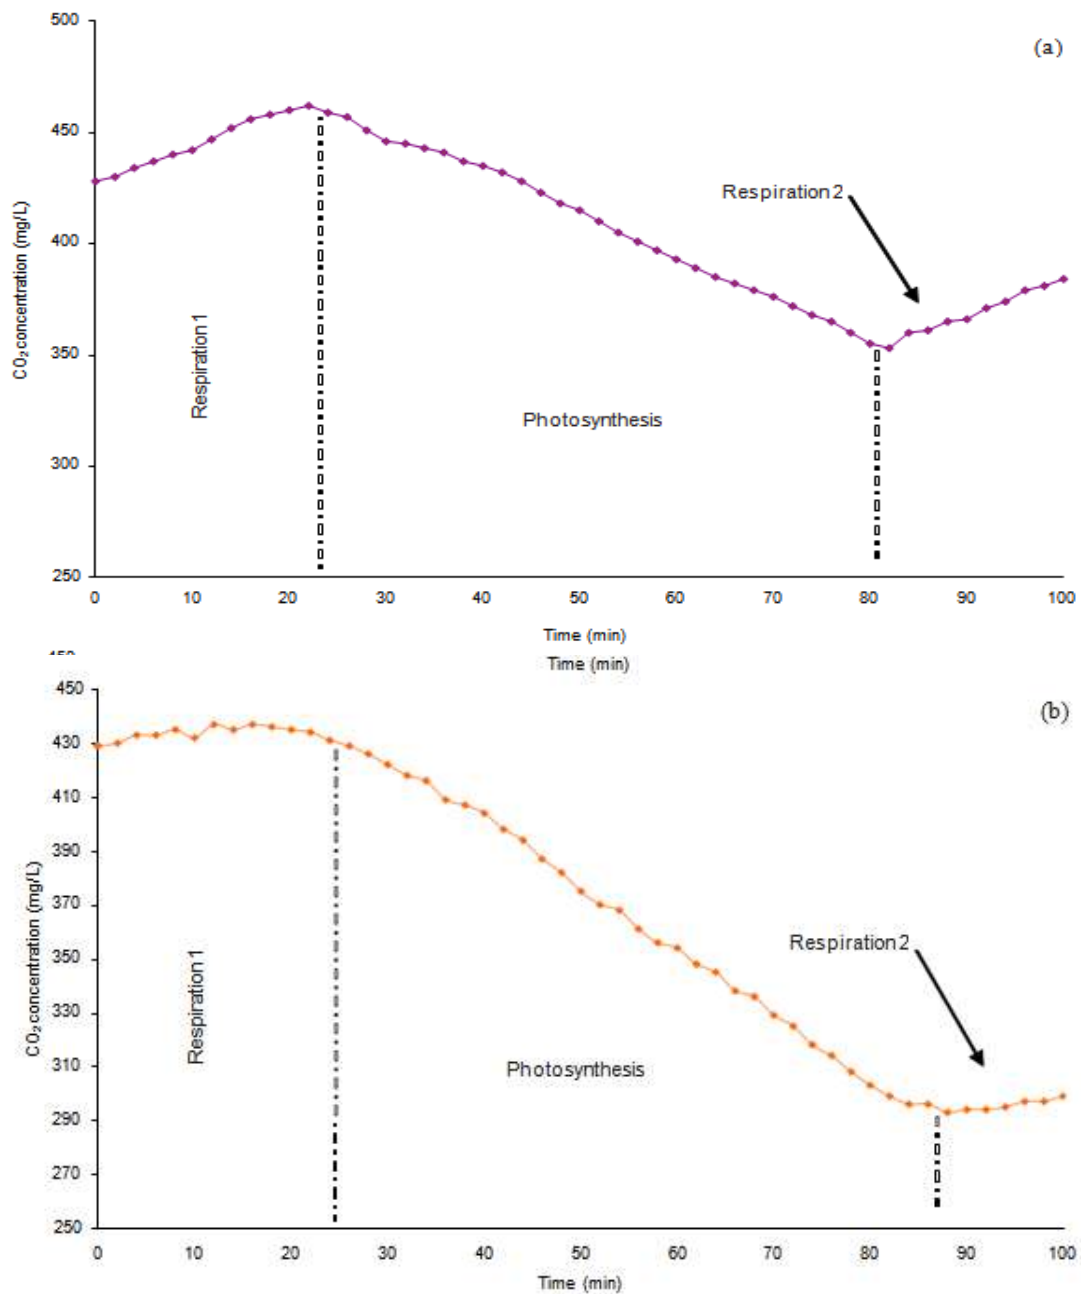 500
(a)
450
Respiration 2
400
CO₂ concentration (mg/L)
350
Respiration 1
Photosynthesis
300
250
0 10 20 30 40 50 60 70 80 90 100
Time (min)
Time (min)
450
(b)
430
410
390
370
CO₂ concentration (mg/L)
Respiration 2
350
Respiration 1
330
310
Photosynthesis
290
270
250
0 10 20 30 40 50 60 70 80 90 100
Time (min)